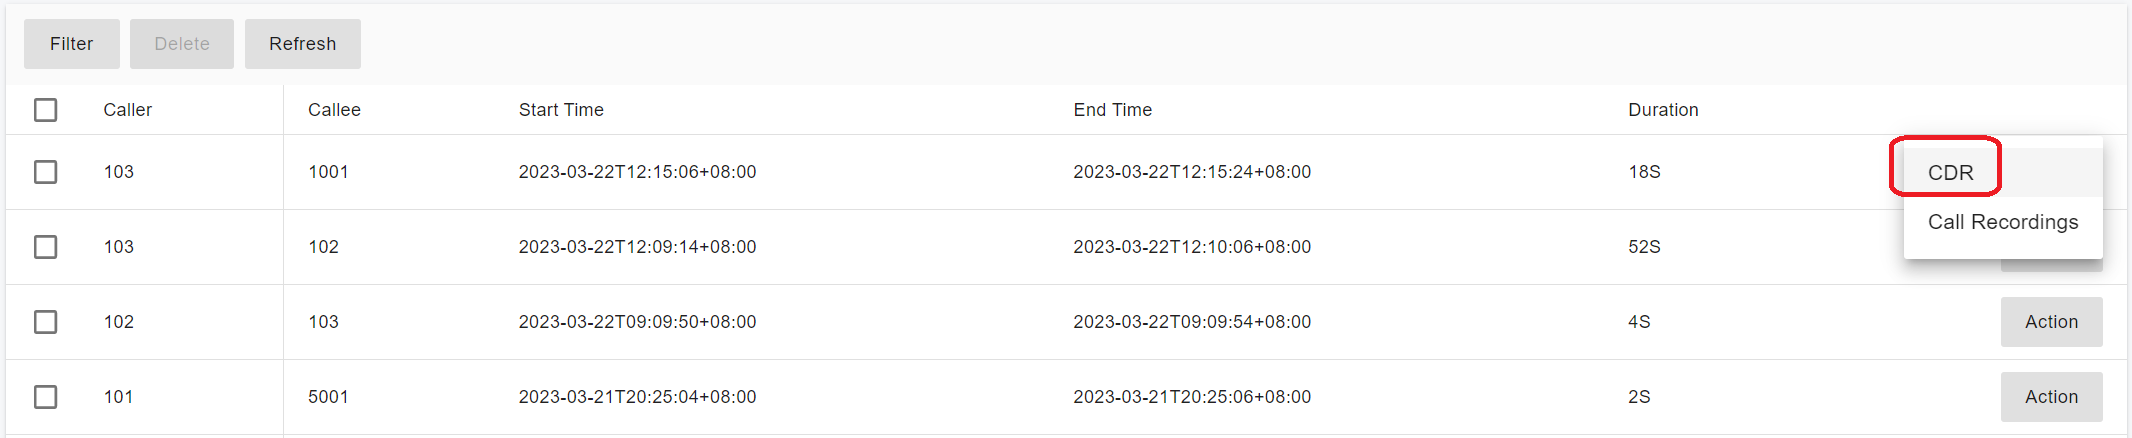 Filter Delete Refresh
Caller Callee Start Time End Time Duration
103 1001 2023-03-22T12:15:06+08:00 2023-03-22T12:15:24+08:00 18S CDR
Call Recordings
103 102 2023-03-22T12:09:14+08:00 2023-03-22T12:10:06+08:00 52S
102 103 2023-03-22T09:09:50+08:00 2023-03-22T09:09:54+08:00 4S Action
101 5001 2023-03-21T20:25:04+08:00 2023-03-21T20:25:06+08:00 2S Action